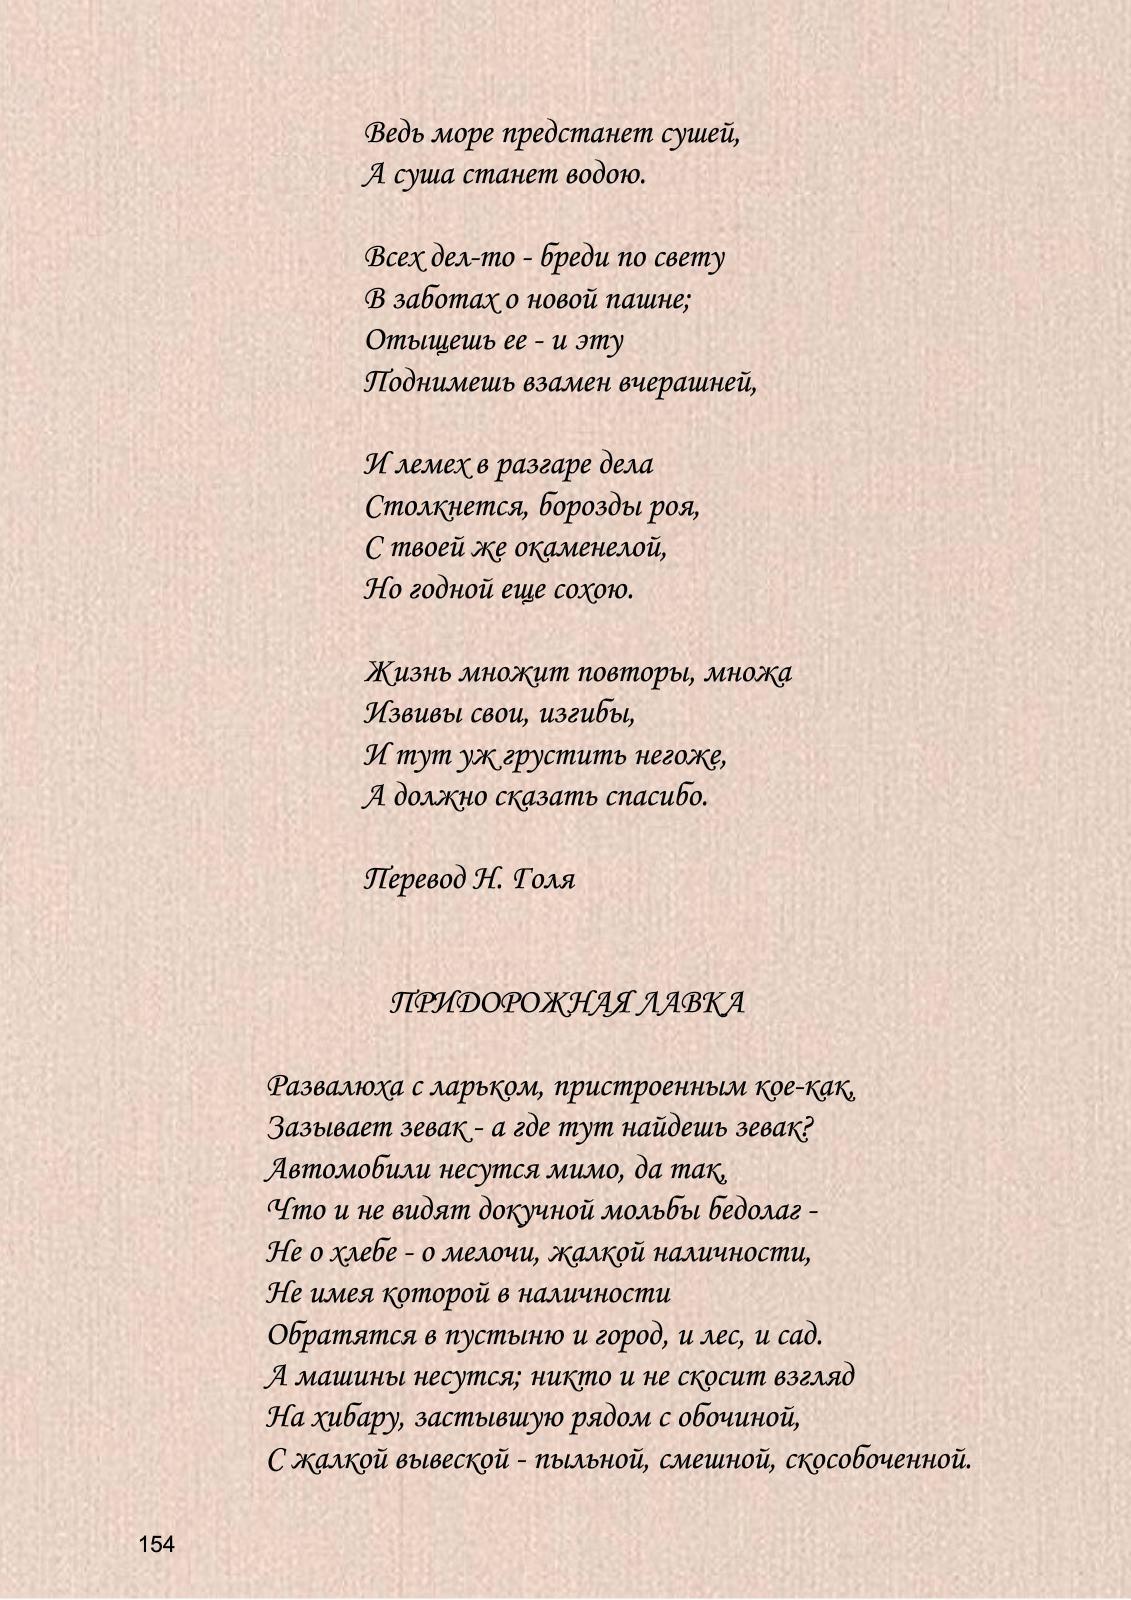 Ведь море предстанет сушей,
А суша станет водою.
Всех дел-то - бреди по свету
В заботах о новой пашне;
Отыщешь ее - и эту
Поднимешь взамен вчерашней,
И лемех в разгаре дела
Столкнется, борозды роя,
С твоей же окаменелой,
Но годной еще сохою.
Жизнь множит повторы, множа
Извивы свои, изгибы,
И тут уж грустить негоже,
А должно сказать спасибо.
Перевод Н. Голя
ПРИДОРОЖНАЯ ЛАВКА
Развалюха с ларьком, пристроенным кое-как,
Зазывает зевак - а где тут найдешь зевак?
Автомобили несутся мимо, да так,
Что и не видят докучной мольбы бедолаг -
Не о хлебе - о мелочи, жалкой наличности,
Не имея которой в наличности
Обратятся в пустыню и город, и лес, и сад.
А машины несутся; никто и не скосит взгляд
На хибару, застывшую рядом с обочиной,
С жалкой вывеской - пыльной, смешной, скособоченной.
154